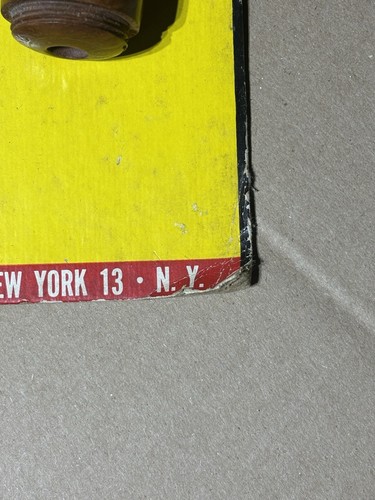 EW YORK 13 · N. Y.